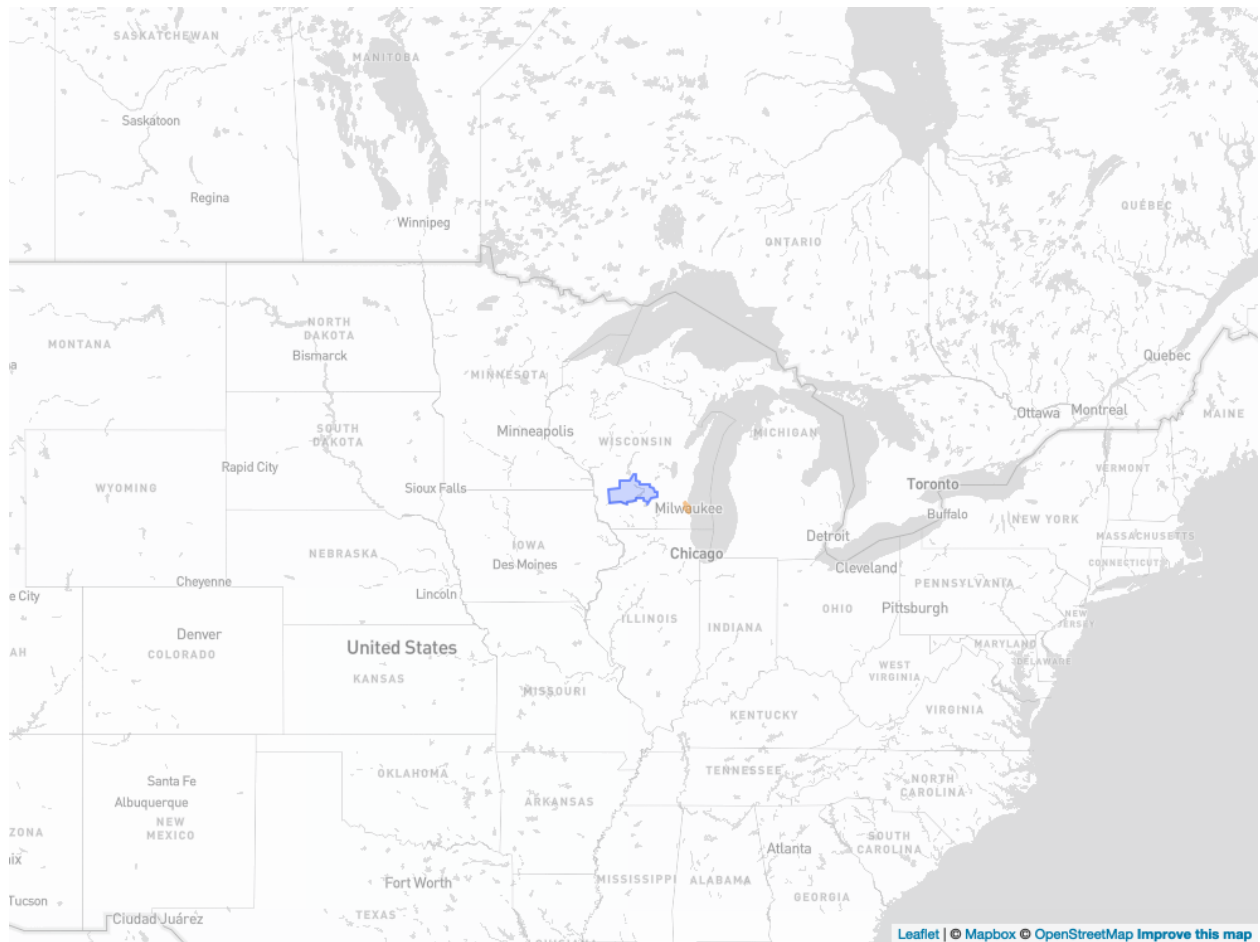 SASKATCHEWAN
MANITOBA
Saskatoon
Regina
Winnipeg
ONTARIO
QUÉBEC
MONTANA
NORTH
DAKOTA
Bismarck
MINNESOTA
Quebec
Ottawa
Montreal
MAINE
SOUTH
DAKOTA
Minneapolis
WISCONSIN
MICHIGAN
Rapid City
WYOMING
Sioux Falls
Toronto
VERMONT
Milwaukee
Buffalo
NEW YORK
Detroit
MASSACHUSETTS
NEBRASKA
IOWA
Des Moines
Chicago
Cleveland
CONNECTICUT
Cheyenne
Lincoln
PENNSYLVANIA
e City
ILLINOIS
INDIANA
OHIO
Pittsburgh
NEW
JERSEY
Denver
COLORADO
United States
MARYLAND
DELAWARE
AH
KANSAS
MISSOURI
WEST
VIRGINIA
VIRGINIA
KENTUCKY
Santa Fe
Albuquerque
NEW
MEXICO
OKLAHOMA
TENNESSEE
ARKANSAS
NORTH
CAROLINA
ZONA
ix
SOUTH
CAROLINA
Atlanta
Fort Worth
MISSISSIPPI
ALABAMA
GEORGIA
Tucson
Ciudad Juárez
TEXAS
Leaflet | © Mapbox © OpenStreetMap Improve this map